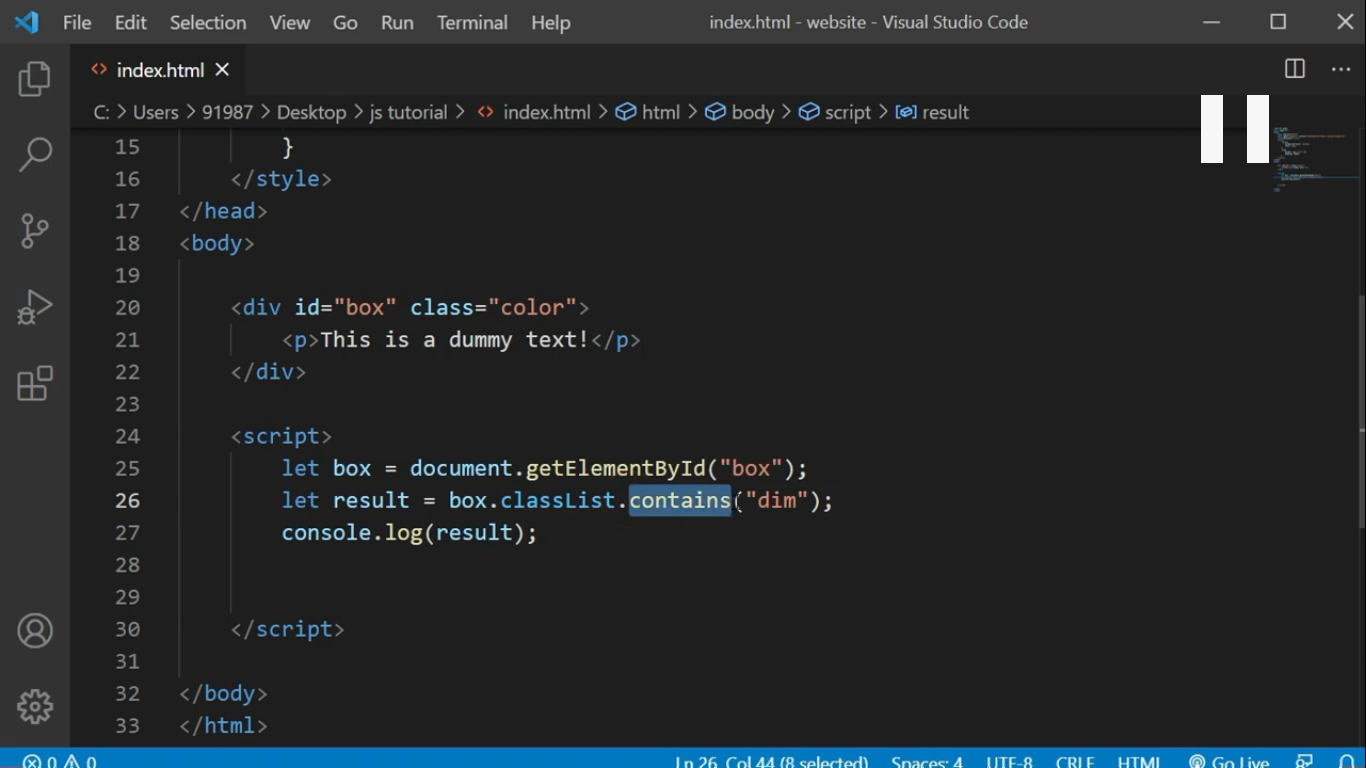 File Edit Selection View Go Run Terminal Help index.html - website - Visual Studio Code
index.html
C: > Users > 91987 > Desktop > js tutorial > index.html > html > body > script > result
15 }
16 </style>
17 </head>
18 <body>
19
20 <div id="box" class="color">
21 <p>This is a dummy text!</p>
22 </div>
23
24 <script>
25 let box = document.getElementById("box");
26 let result = box.classList.contains("dim");
27 console.log(result);
28
29
30 </script>
31
32 </body>
33 </html>
0 0 Ln 26, Col 44 (8 selected) Spaces: 4 UTF-8 CRLF HTML Go Live